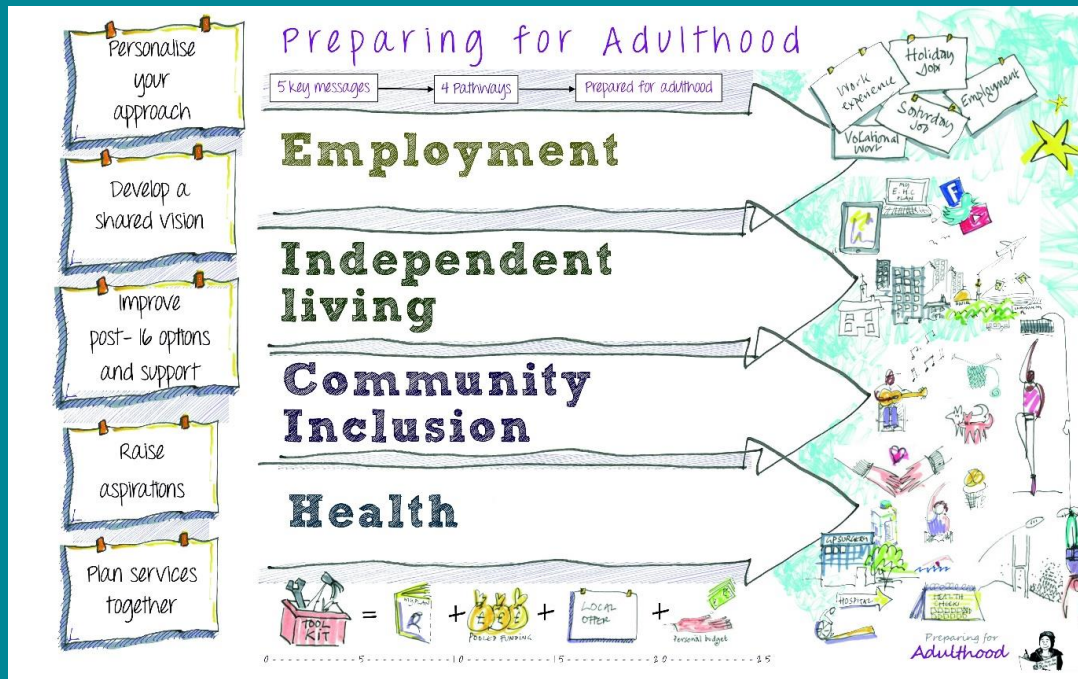 Preparing for Adulthood
5 key messages
4 Pathways
Prepared for adulthood
Personalise
your
approach
Develop a
shared vision
Improve
post-16 options
and support
Raise
aspirations
Plan services
together
Employment
Independent
living
Community
Inclusion
Health
Work
experience
Holiday
Job
Employment
Saturday
Job
Vocational
Work
MY
E.H.C
PLAN
GP SURGERY
HOSPITAL
HEALTH
CHECK
TOOL
KIT
=
+
£ £ £
POOLED FUNDING
+
LOCAL
OFFER
+
Personal budget
0 5 10 15 20 25
Preparing for
Adulthood